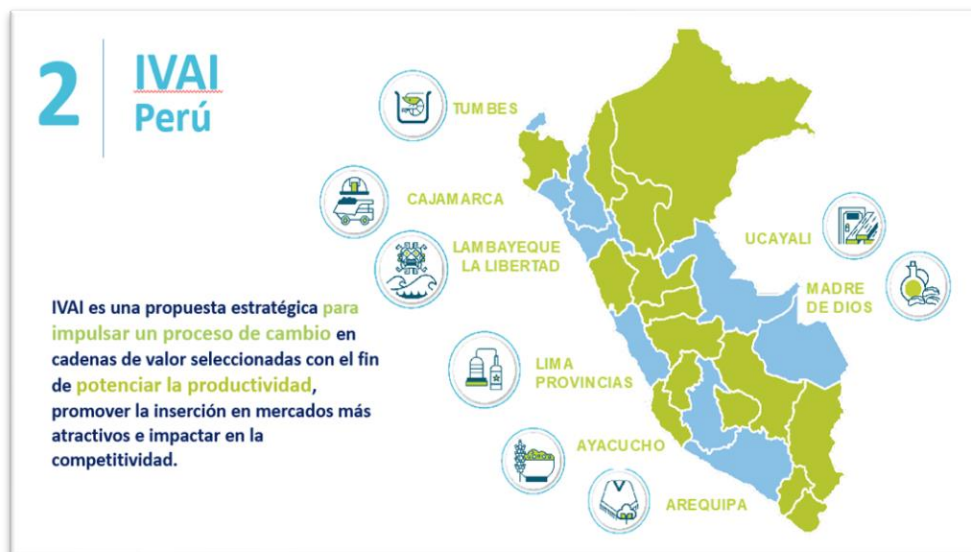 2
IVAI
Perú
TUMBES
CAJAMARCA
LAMBAYEQUE
LA LIBERTAD
UCAYALI
MADRE
DE DIOS
IVAI es una propuesta estratégica para
impulsar un proceso de cambio en
cadenas de valor seleccionadas con el fin
de potenciar la productividad,
promover la inserción en mercados más
atractivos e impactar en la
competitividad.
LIMA
PROVINCIAS
AYACUCHO
AREQUIPA